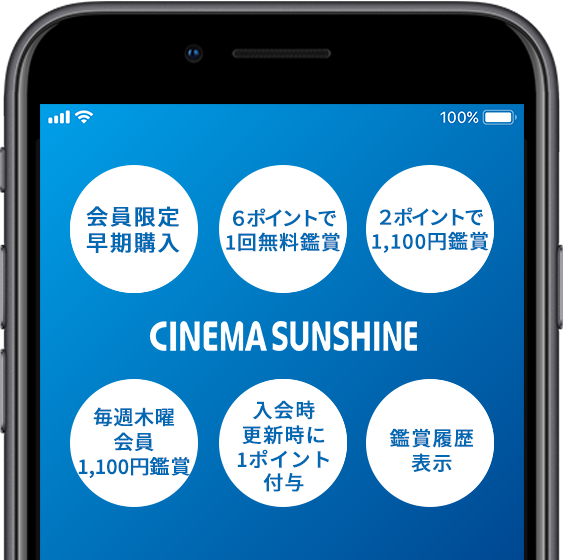 100%
会員限定
早期購入
6ポイントで
1回無料鑑賞
2ポイントで
1,100円鑑賞
CINEMA SUNSHINE
毎週木曜
会員
1,100円鑑賞
入会時
更新時に
1ポイント
付与
鑑賞履歴
表示